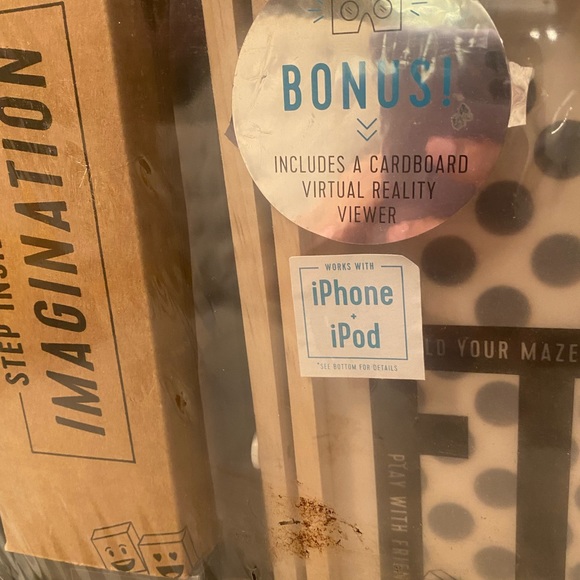 STEP INSI
IMAGINATION
BONUS!
INCLUDES A CARDBOARD
VIRTUAL REALITY
VIEWER
WORKS WITH
iPhone
+
iPod
*SEE BOTTOM FOR DETAILS
LD YOUR MAZE
PLAY WITH FRIE